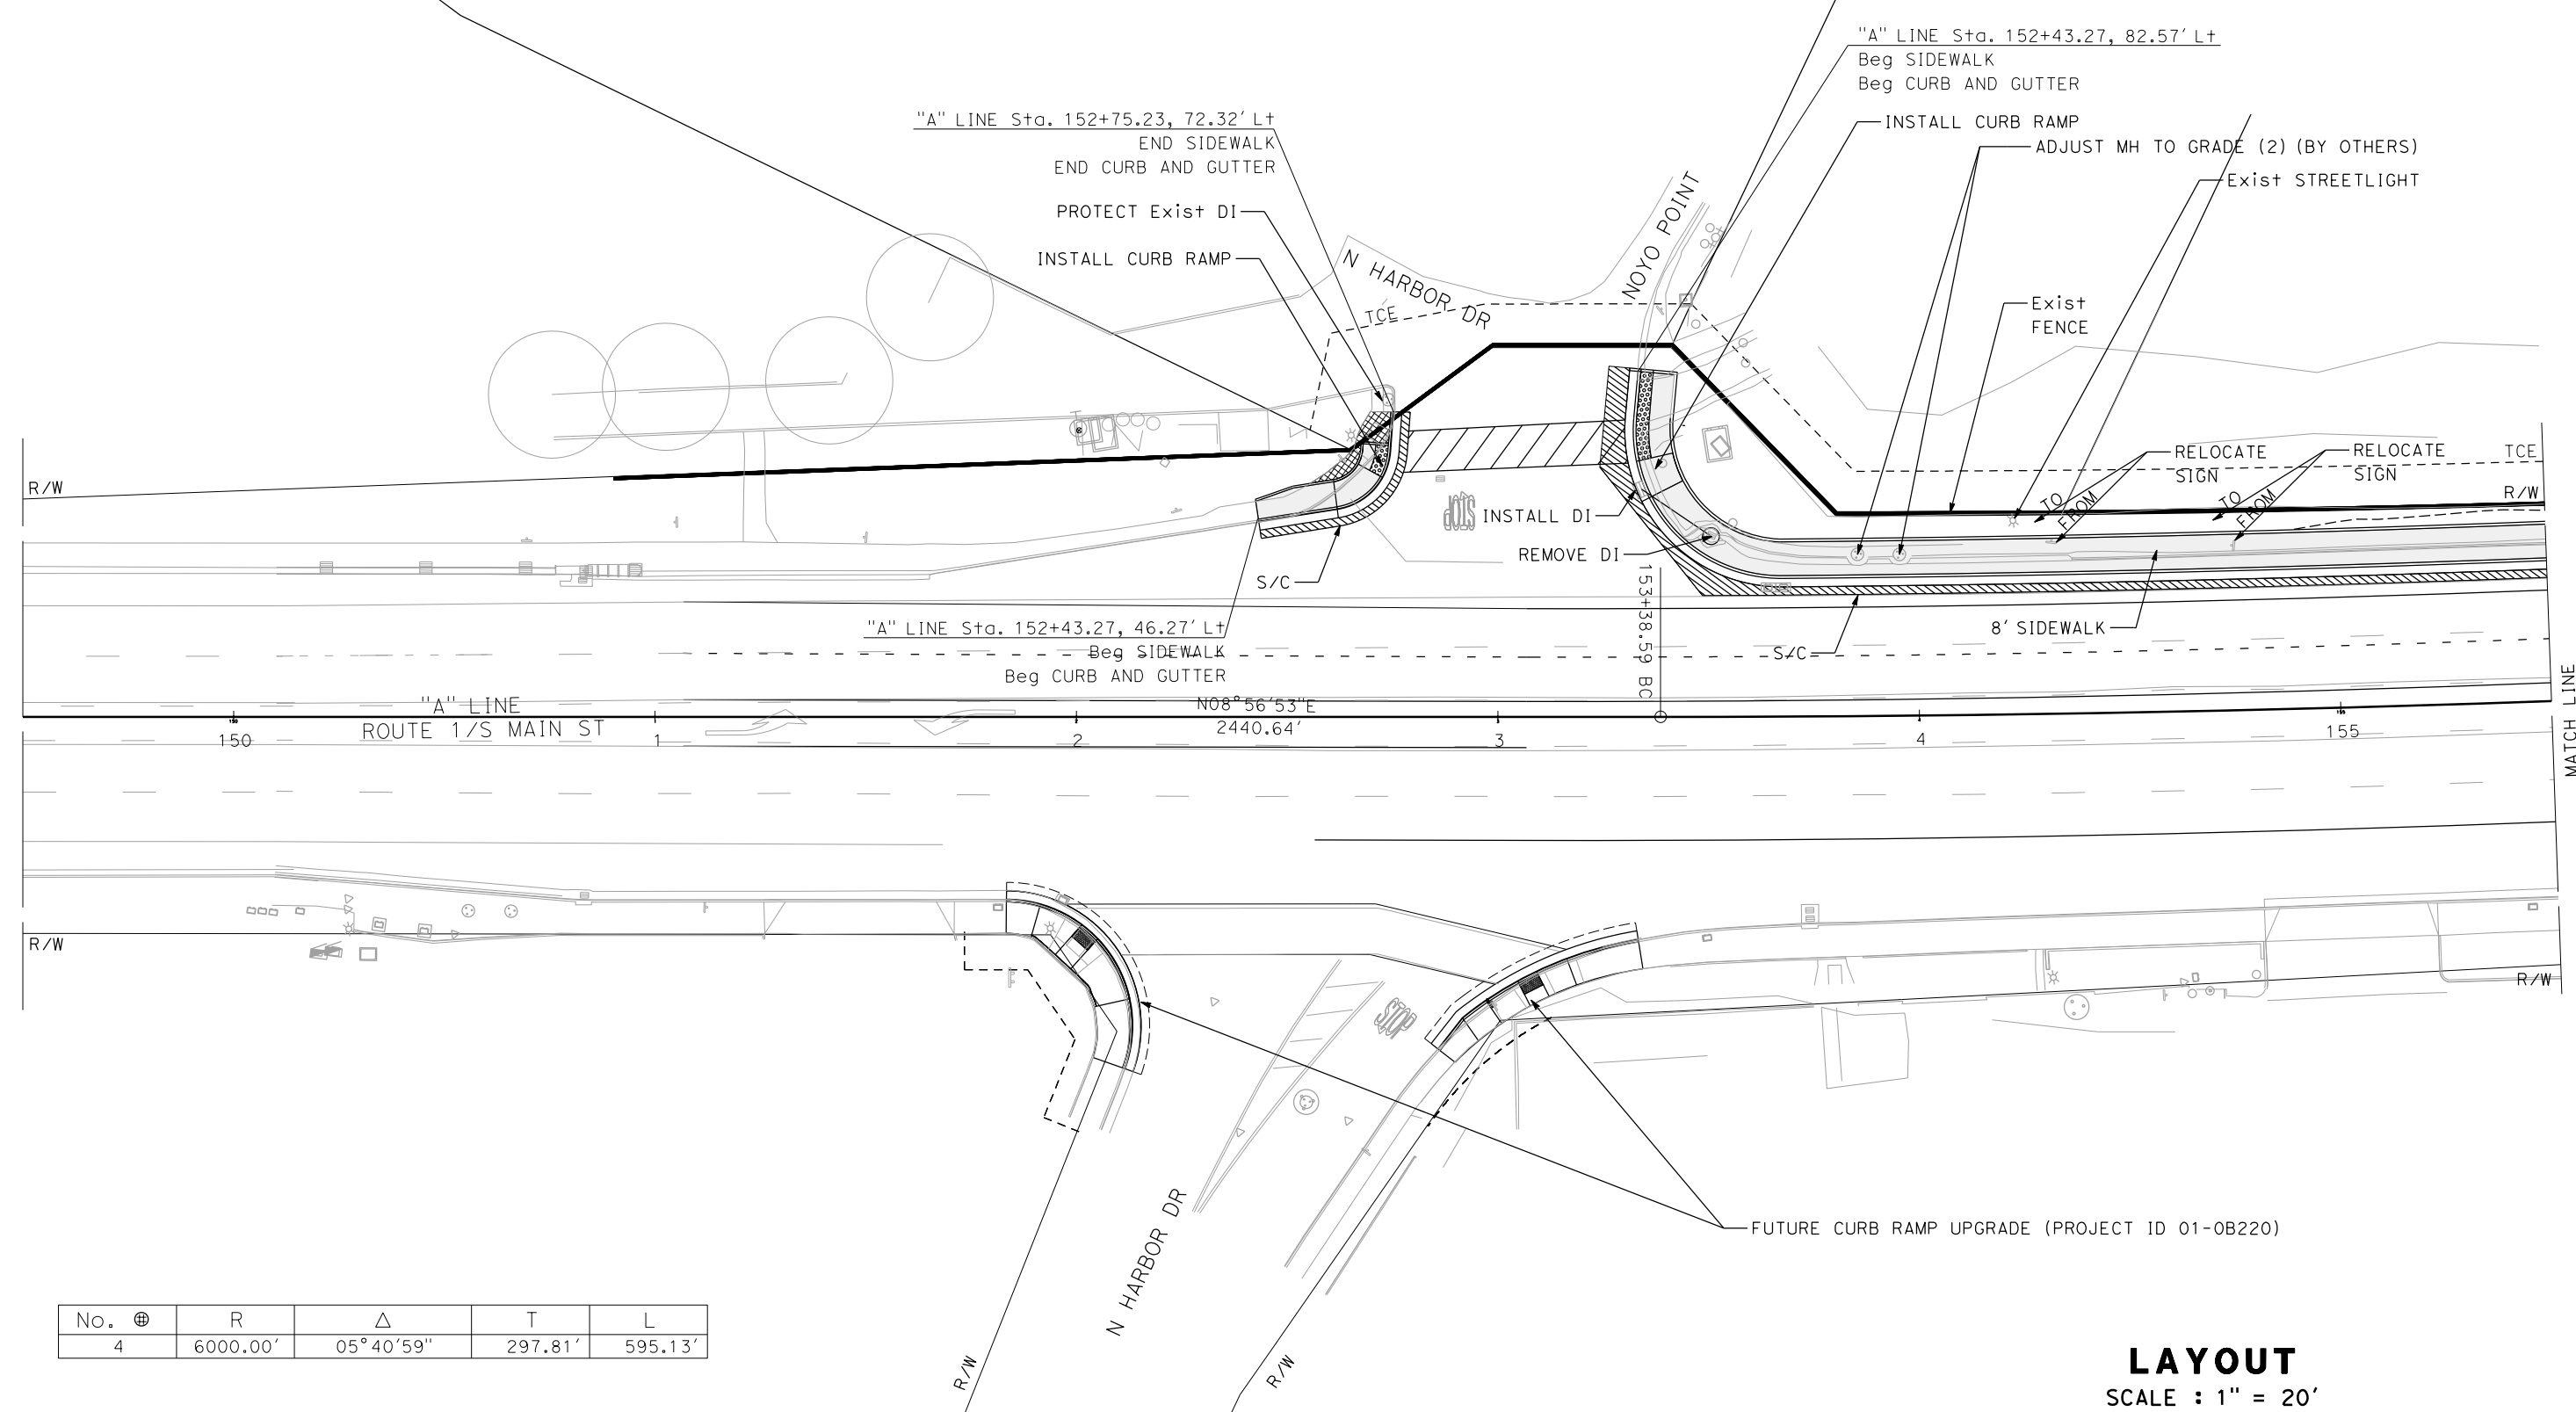 "A" LINE Sta. 152+43.27, 82.57' Lt
Beg SIDEWALK
Beg CURB AND GUTTER
"A" LINE Sta. 152+75.23, 72.32' Lt
END SIDEWALK
END CURB AND GUTTER
INSTALL CURB RAMP
ADJUST MH TO GRADE (2) (BY OTHERS)
Exist STREETLIGHT
PROTECT Exist DI
INSTALL CURB RAMP
N HARBOR DR
NOYO POINT
TCE
Exist
FENCE
RELOCATE
SIGN
RELOCATE
SIGN
TCE
R/W
R/W
TO
FROM
TO
FROM
STOP
INSTALL DI
REMOVE DI
S/C
153+38.59 BC
"A" LINE Sta. 152+43.27, 46.27' Lt
Beg SIDEWALK
Beg CURB AND GUTTER
8' SIDEWALK
S/C
MATCH LINE
"A" LINE
ROUTE 1/S MAIN ST
N08°56'53"E
2440.64'
150
1
2
3
4
155
R/W
R/W
STOP
N HARBOR DR
FUTURE CURB RAMP UPGRADE (PROJECT ID 01-0B220)
R/W
R/W
No. R △ T L
4 6000.00' 05°40'59" 297.81' 595.13'
LAYOUT
SCALE : 1" = 20'